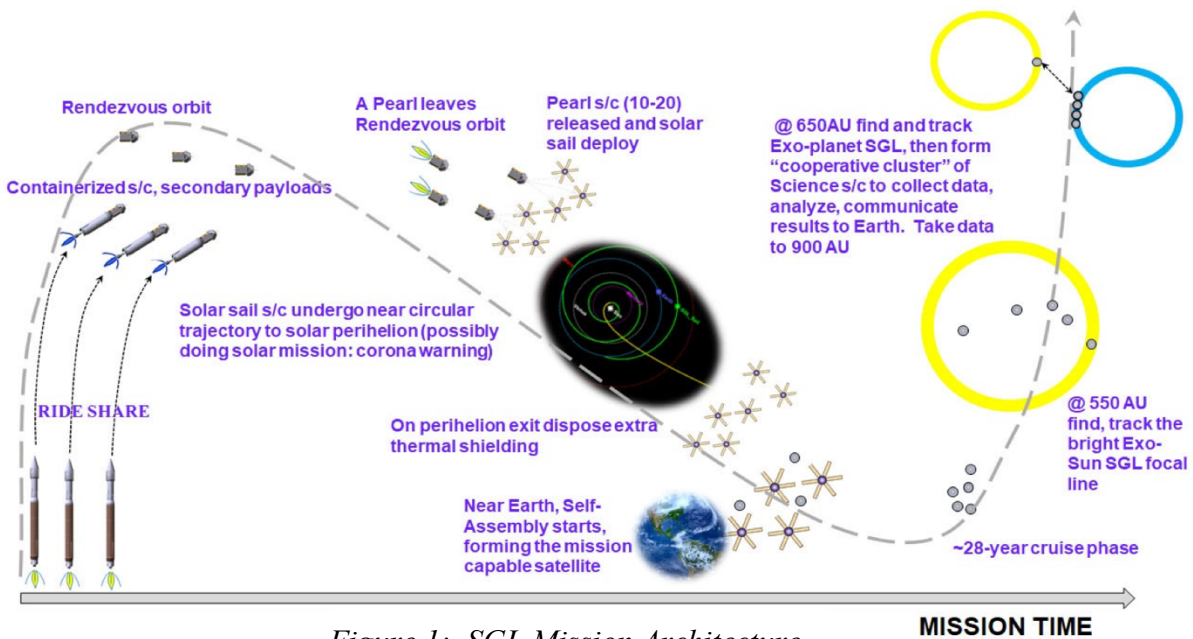 Rendezvous orbit
A Pearl leaves
Rendezvous orbit
Pearl s/c (10-20)
released and solar
sail deploy
@ 650AU find and track
Exo-planet SGL, then form
“cooperative cluster” of
Science s/c to collect data,
analyze, communicate
results to Earth. Take data
to 900 AU
Containerized s/c, secondary payloads
Solar sail s/c undergo near circular
trajectory to solar perihelion (possibly
doing solar mission: corona warning)
RIDE SHARE
On perihelion exit dispose extra
thermal shielding
@ 550 AU
find, track the
bright Exo-
Sun SGL focal
line
Near Earth, Self-
Assembly starts,
forming the mission
capable satellite
~28-year cruise phase
MISSION TIME
Figure 1: SGL Mission Architecture